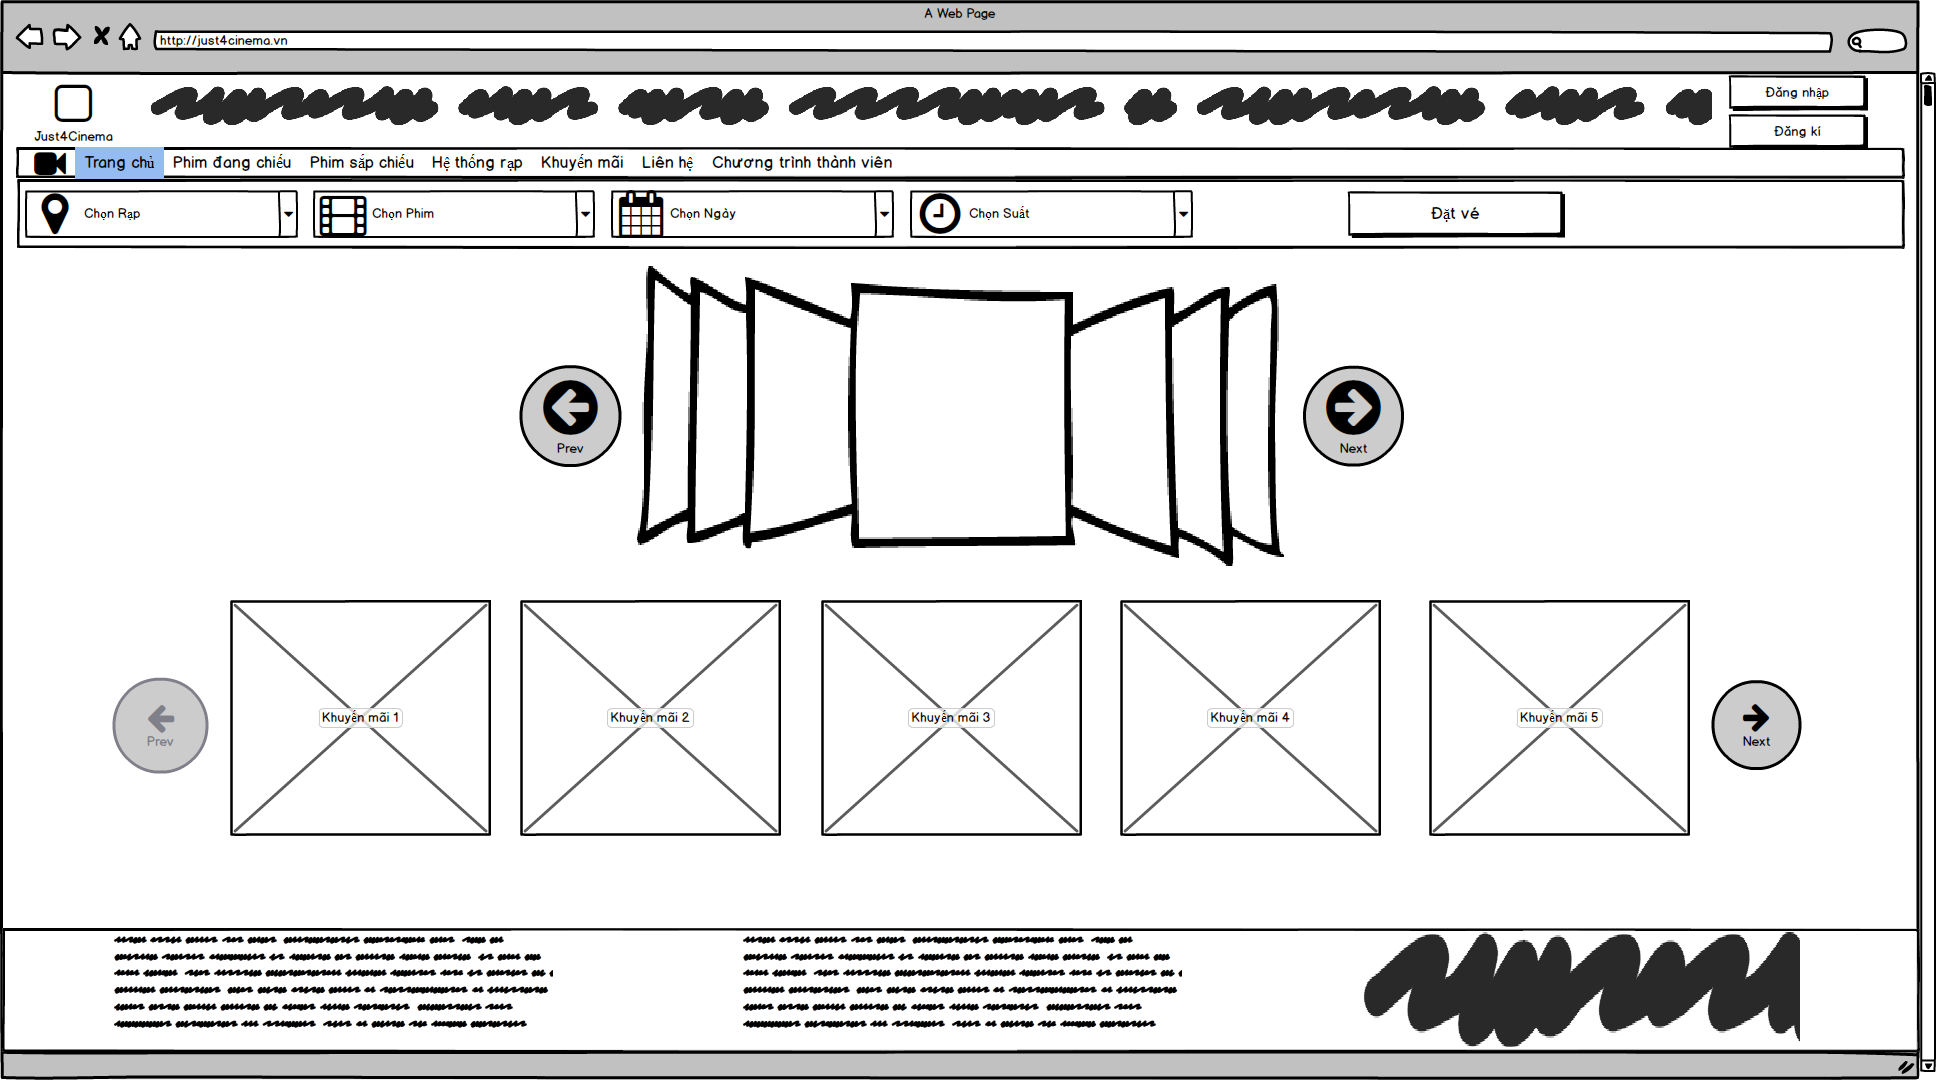 A Web Page
http://just4cinema.vn
Just4Cinema
Đăng nhập
Đăng kí
Trang chủ Phim đang chiếu Phim sắp chiếu Hệ thống rạp Khuyến mãi Liên hệ Chương trình thành viên
Chọn Rạp Chọn Phim Chọn Ngày Chọn Suất Đặt vé
Prev Next
Khuyến mãi 1 Khuyến mãi 2 Khuyến mãi 3 Khuyến mãi 4 Khuyến mãi 5
Prev Next